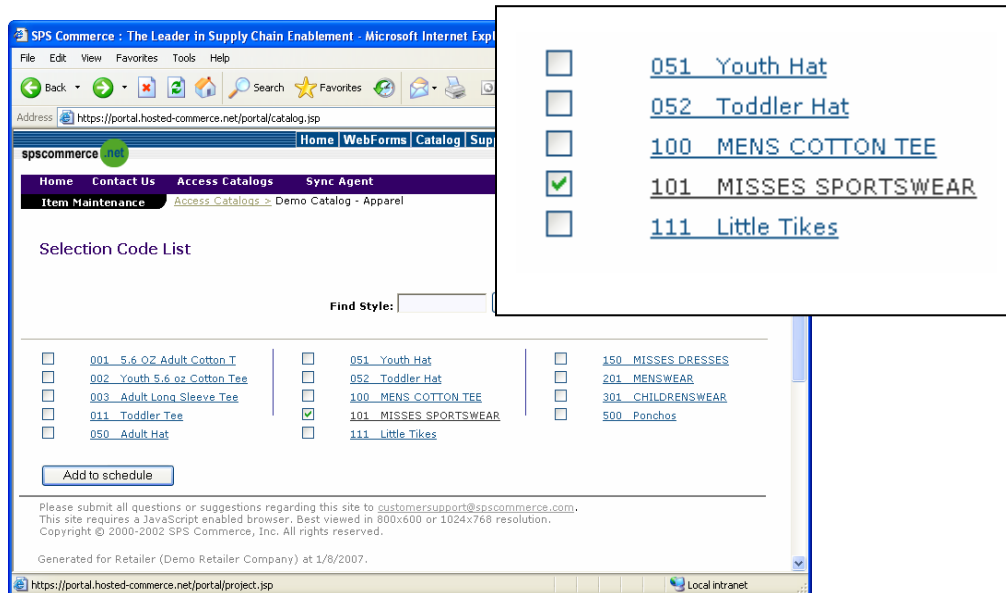 SPS Commerce : The Leader in Supply Chain Enablement - Microsoft Internet Expl
File Edit View Favorites Tools Help
Back Search Favorites
Address https://portal.hosted-commerce.net/portal/catalog.jsp
Home WebForms Catalog Sup
spscommerce .net
Home Contact Us Access Catalogs Sync Agent
Item Maintenance Access Catalogs > Demo Catalog - Apparel
Selection Code List
Find Style:
001 5.6 OZ Adult Cotton T 051 Youth Hat 150 MISSES DRESSES
002 Youth 5.6 oz Cotton Tee 052 Toddler Hat 201 MENSWEAR
003 Adult Long Sleeve Tee 100 MENS COTTON TEE 301 CHILDRENSWEAR
011 Toddler Tee 101 MISSES SPORTSWEAR 500 Ponchos
050 Adult Hat 111 Little Tikes
Add to schedule
Please submit all questions or suggestions regarding this site to customersupport@spscommerce.com.
This site requires a JavaScript enabled browser. Best viewed in 800x600 or 1024x768 resolution.
Copyright © 2000-2002 SPS Commerce, Inc. All rights reserved.
Generated for Retailer (Demo Retailer Company) at 1/8/2007.
https://portal.hosted-commerce.net/portal/project.jsp Local intranet
051 Youth Hat
052 Toddler Hat
100 MENS COTTON TEE
101 MISSES SPORTSWEAR
111 Little Tikes